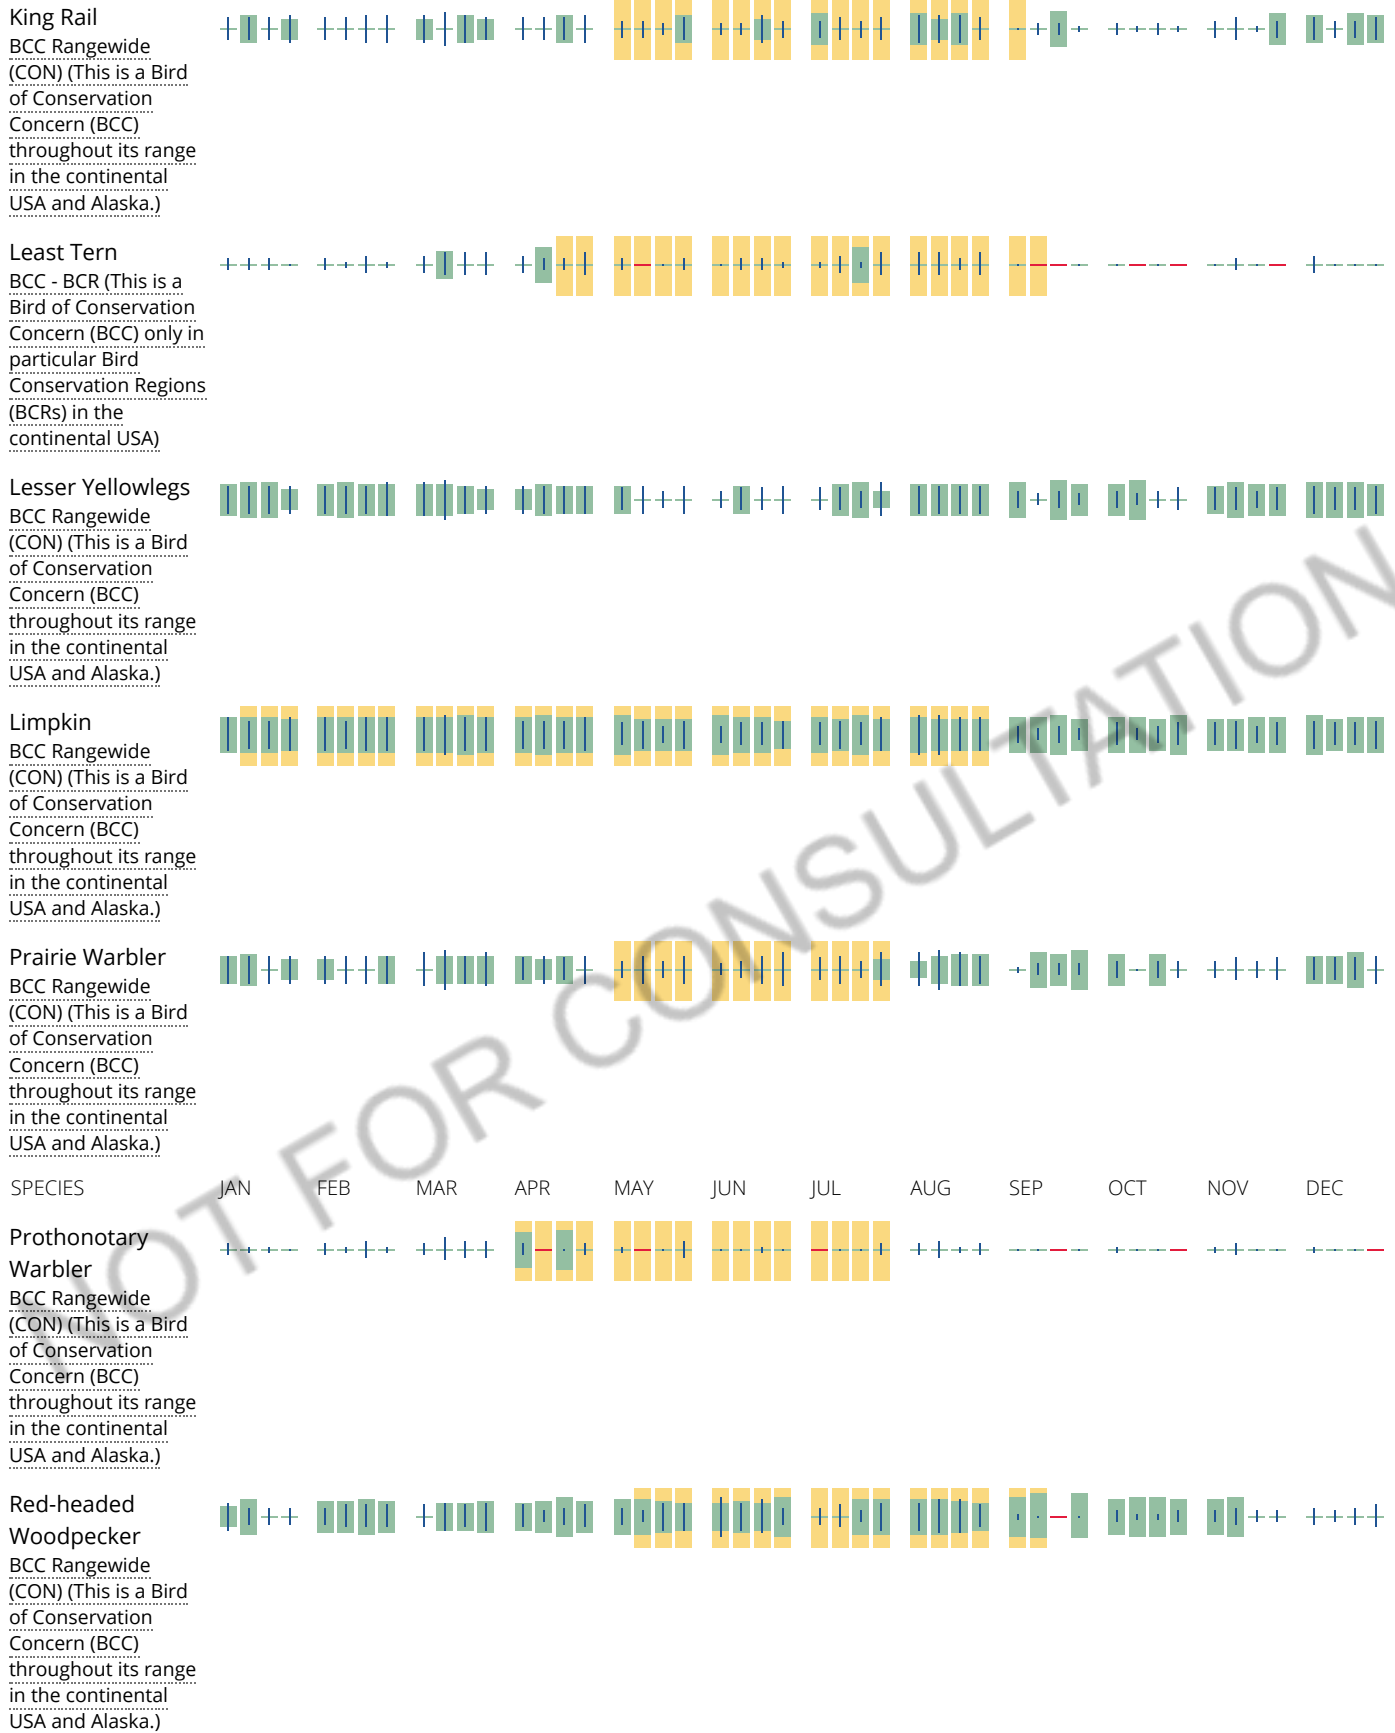 King Rail
BCC Rangewide
(CON) (This is a Bird
of Conservation
Concern (BCC)
throughout its range
in the continental
USA and Alaska.)
Least Tern
BCC - BCR (This is a
Bird of Conservation
Concern (BCC) only in
particular Bird
Conservation Regions
(BCRs) in the
continental USA)
Lesser Yellowlegs
BCC Rangewide
(CON) (This is a Bird
of Conservation
Concern (BCC)
throughout its range
in the continental
USA and Alaska.)
Limpkin
BCC Rangewide
(CON) (This is a Bird
of Conservation
Concern (BCC)
throughout its range
in the continental
USA and Alaska.)
Prairie Warbler
BCC Rangewide
(CON) (This is a Bird
of Conservation
Concern (BCC)
throughout its range
in the continental
USA and Alaska.)
SPECIES JAN FEB MAR APR MAY JUN JUL AUG SEP OCT NOV DEC
Prothonotary
Warbler
BCC Rangewide
(CON) (This is a Bird
of Conservation
Concern (BCC)
throughout its range
in the continental
USA and Alaska.)
Red-headed
Woodpecker
BCC Rangewide
(CON) (This is a Bird
of Conservation
Concern (BCC)
throughout its range
in the continental
USA and Alaska.)
NOT FOR CONSULTATION